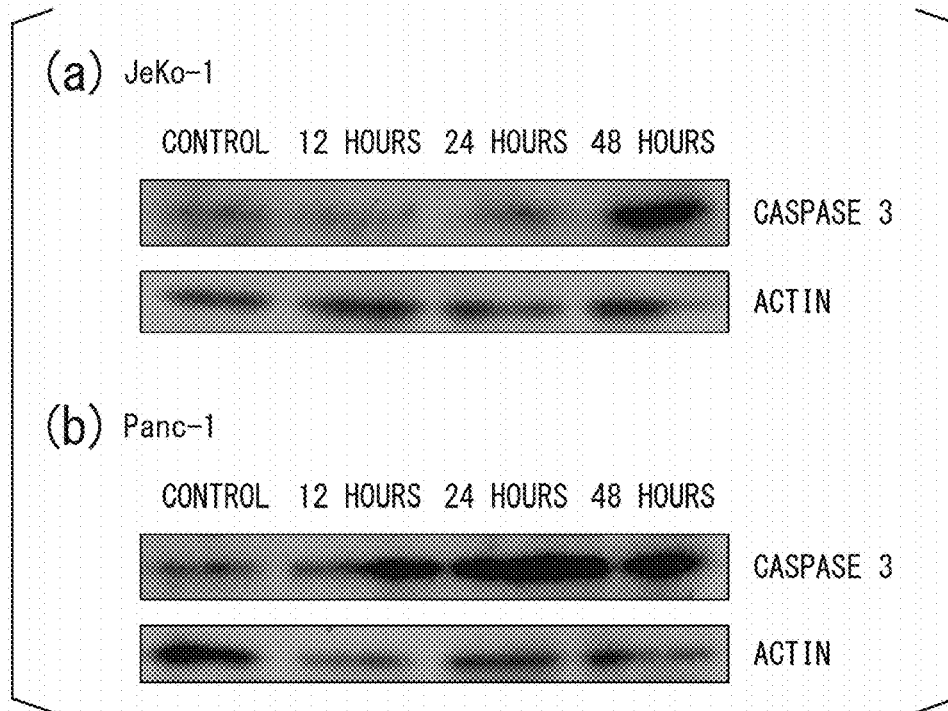 (a) JeKo-1
CONTROL 12 HOURS 24 HOURS 48 HOURS
CASPASE 3
ACTIN
(b) Panc-1
CONTROL 12 HOURS 24 HOURS 48 HOURS
CASPASE 3
ACTIN